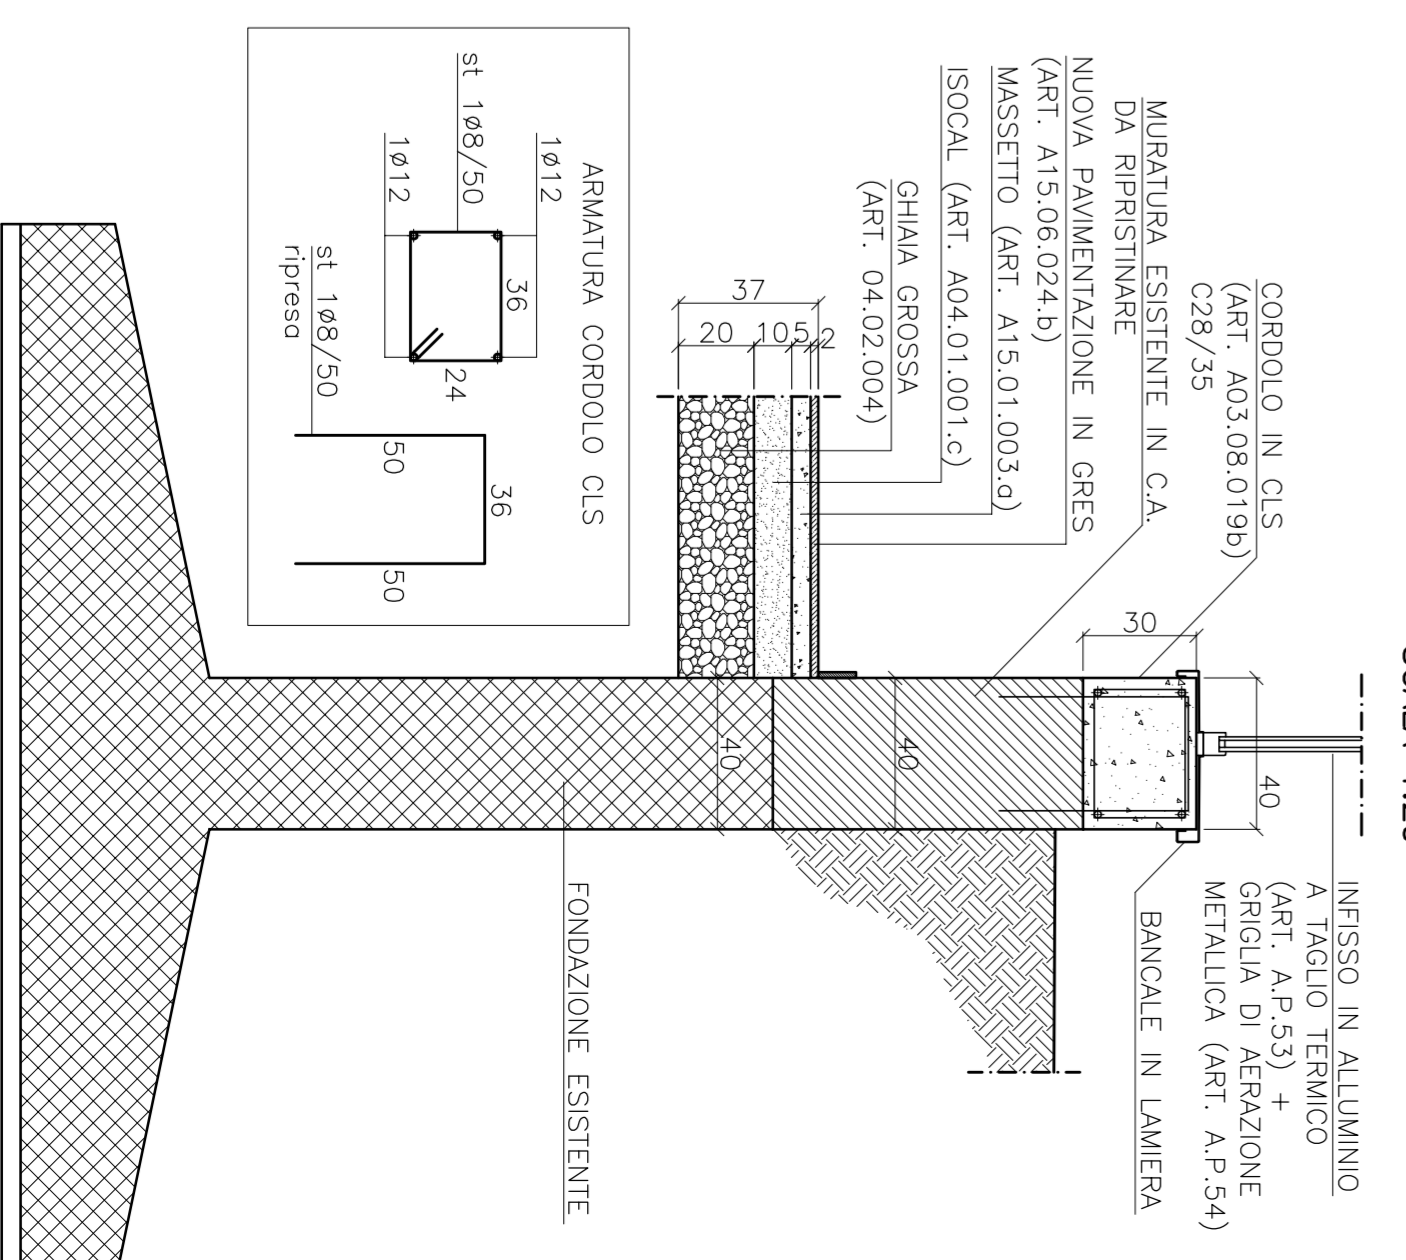 CORDOLO IN CLS
(ART. A03.08.019b)
C28/35
MURATURA ESISTENTE IN C.A.
DA RIPRISTINARE
NUOVA PAVIMENTAZIONE IN GRES
(ART. A15.06.024.b)
MASSETTO (ART. A15.01.003.a)
ISOCAL (ART. A04.01.001.c)
GHIAIA GROSSA
(ART. 04.02.004)
INFISSO IN ALLUMINIO
A TAGLIO TERMICO
(ART. A.P.53) +
GRIGLIA DI AERAZIONE
METALLICA (ART. A.P.54)
BANCALE IN LAMIERA
FONDAZIONE ESISTENTE
30
40
40
40
37
2
5
10
20
ARMATURA CORDOLO CLS
1ø12
36
st 1ø8/50
24
1ø12
36
50
50
st 1ø8/50
ripresa